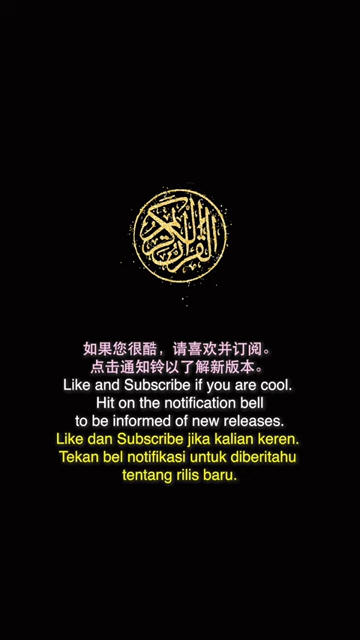 القرآن الكريم
如果您很酷，请喜欢并订阅。
点击通知铃以了解新版本。
Like and Subscribe if you are cool.
Hit on the notification bell
to be informed of new releases.
Like dan Subscribe jika kalian keren.
Tekan bel notifikasi untuk diberitahu
tentang rilis baru.